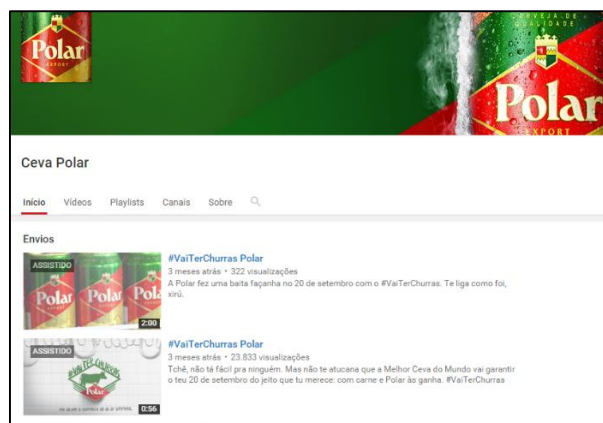 Polar
EXPORT
CERVEJA DE
QUALIDADE
Polar
EXPORT
Ceva Polar
Início Vídeos Playlists Canais Sobre
Envios
ASSISTIDO
Polar Polar Pola
2:00
#VaiTerChurras Polar
3 meses atrás • 322 visualizações
A Polar fez uma baita façanha no 20 de setembro com o #VaiTerChurras. Te liga como foi,
xirú.
ASSISTIDO
#VAI TER CHURRAS
Polar
0:56
#VaiTerChurras Polar
3 meses atrás • 23.833 visualizações
Tchê, não tá fácil pra ninguém. Mas não te atucana que a Melhor Ceva do Mundo vai garantir
o teu 20 de setembro do jeito que tu merece: com carne e Polar às ganha. #VaiTerChurras